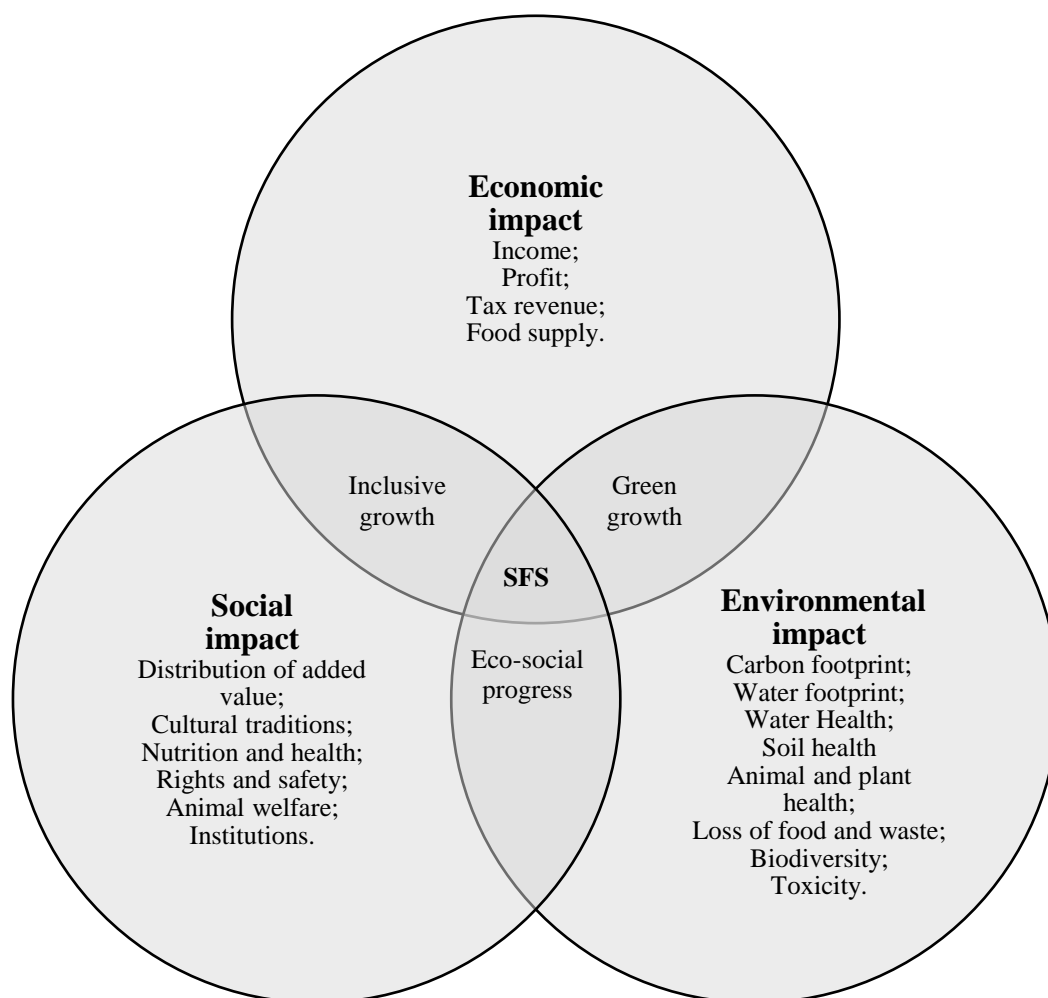 Economic
impact
Income;
Profit;
Tax revenue;
Food supply.
Inclusive
growth
Green
growth
SFS
Social
impact
Distribution of added
value;
Cultural traditions;
Nutrition and health;
Rights and safety;
Animal welfare;
Institutions.
Eco-social
progress
Environmental
impact
Carbon footprint;
Water footprint;
Water Health;
Soil health
Animal and plant
health;
Loss of food and waste;
Biodiversity;
Toxicity.